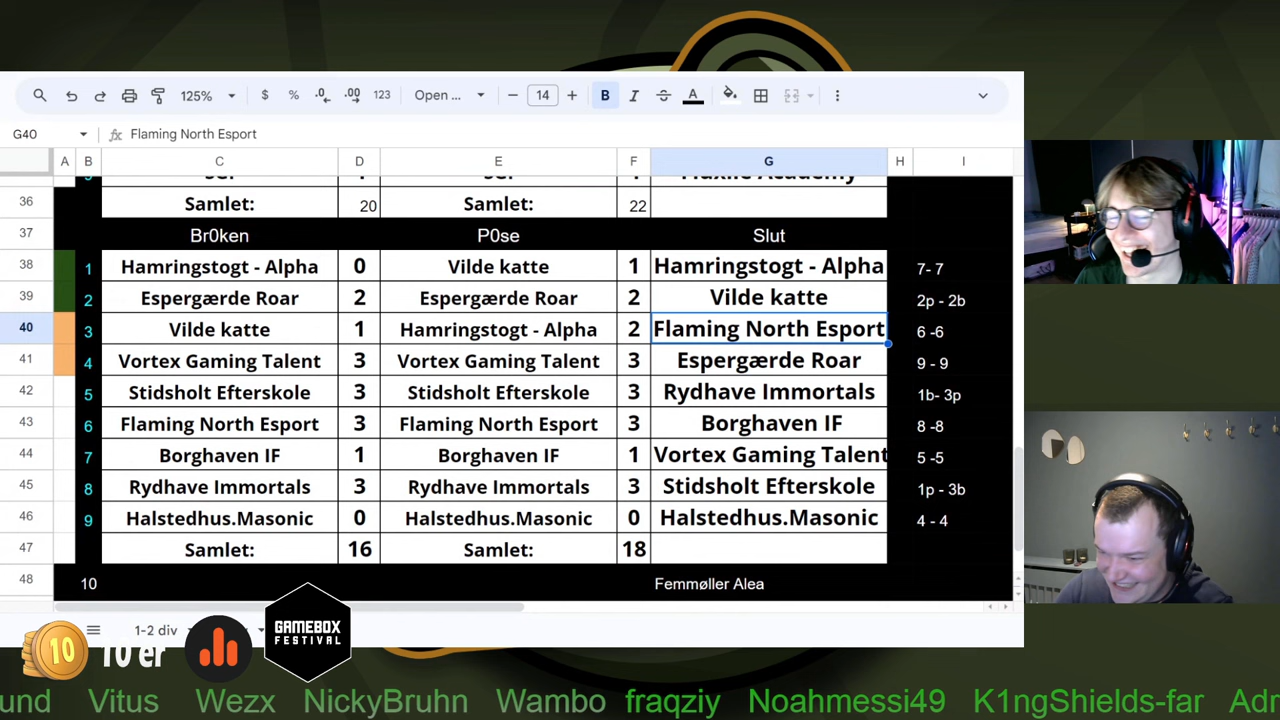 125% $ % .0 .00 123 Open ... 14 B I A
G40 fx Flaming North Esport
A B C D E F G H I
36 Samlet: 20 Samlet: 22
37 Br0ken P0se Slut
38 1 Hamringstogt - Alpha 0 Vilde katte 1 Hamringstogt - Alpha 7- 7
39 2 Espergærde Roar 2 Espergærde Roar 2 Vilde katte 2p - 2b
40 3 Vilde katte 1 Hamringstogt - Alpha 2 Flaming North Esport 6 -6
41 4 Vortex Gaming Talent 3 Vortex Gaming Talent 3 Espergærde Roar 9 - 9
42 5 Stidsholt Efterskole 3 Stidsholt Efterskole 3 Rydhave Immortals 1b- 3p
43 6 Flaming North Esport 3 Flaming North Esport 3 Borghaven IF 8 -8
44 7 Borghaven IF 1 Borghaven IF 1 Vortex Gaming Talent 5 -5
45 8 Rydhave Immortals 3 Rydhave Immortals 3 Stidsholt Efterskole 1p - 3b
46 9 Halstedhus.Masonic 0 Halstedhus.Masonic 0 Halstedhus.Masonic 4 - 4
47 Samlet: 16 Samlet: 18
48 10 Femmøller Alea
1-2 div
10 10 er
GAMEBOX
FESTIVAL
und Vitus Wezx NickyBruhn Wambo fraqziy Noahmessi49 K1ngShields-far Adr